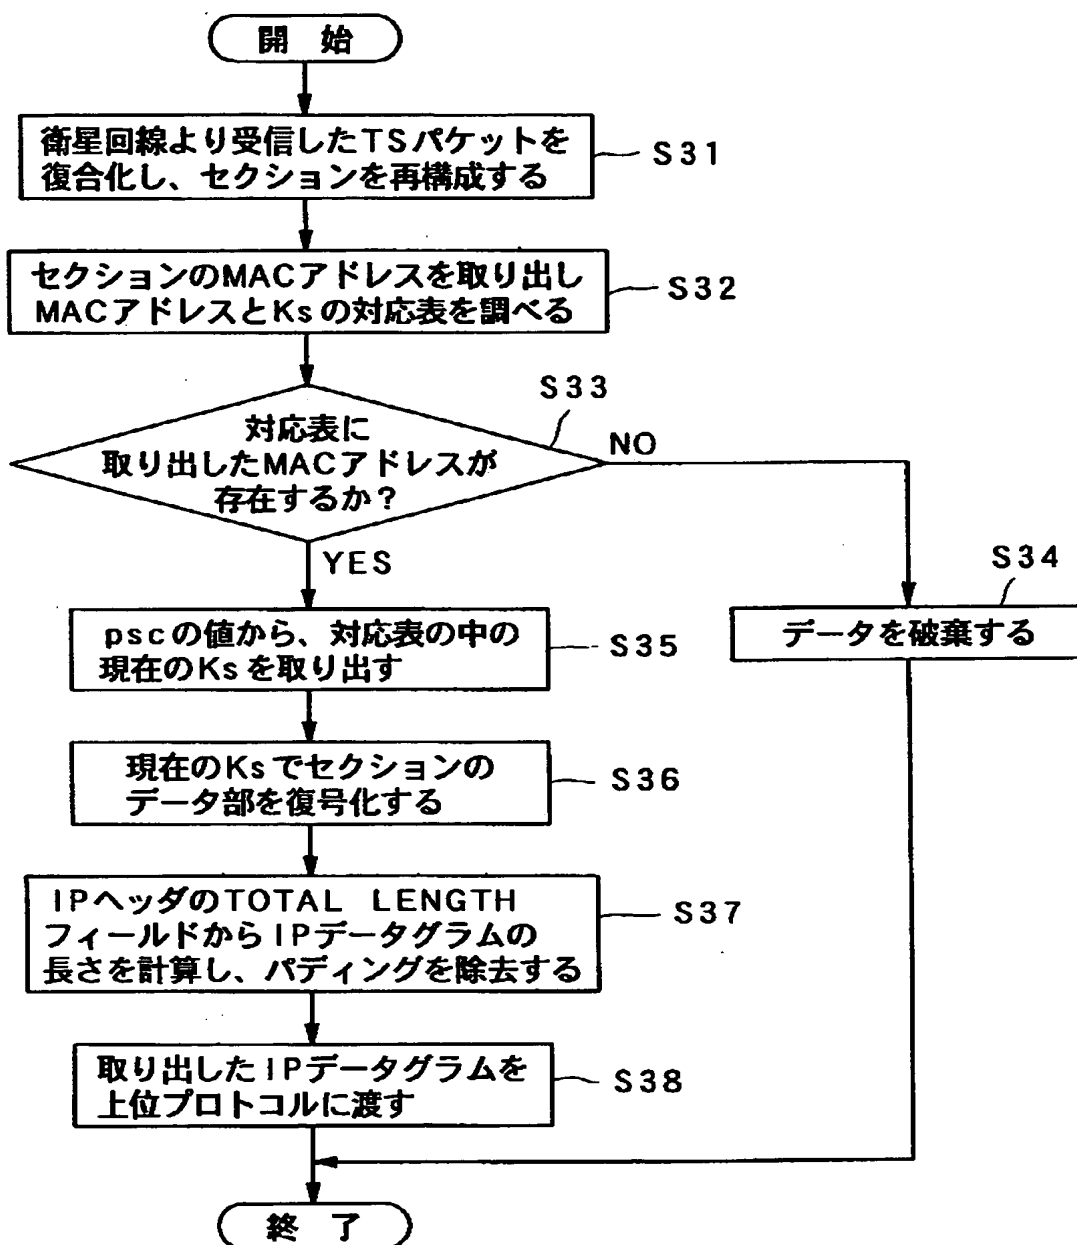 開 始
衛星回線より受信したTSパケットを
復合化し、セクションを再構成する
S31
セクションのMACアドレスを取り出し
MACアドレスとKsの対応表を調べる
S32
S33
対応表に
取り出したMACアドレスが
存在するか?
NO
YES
S34
データを破棄する
pscの値から、対応表の中の
現在のKsを取り出す
S35
現在のKsでセクションの
データ部を復号化する
S36
IPヘッダのTOTAL LENGTH
フィールドからIPデータグラムの
長さを計算し、パディングを除去する
S37
取り出したIPデータグラムを
上位プロトコルに渡す
S38
終 了